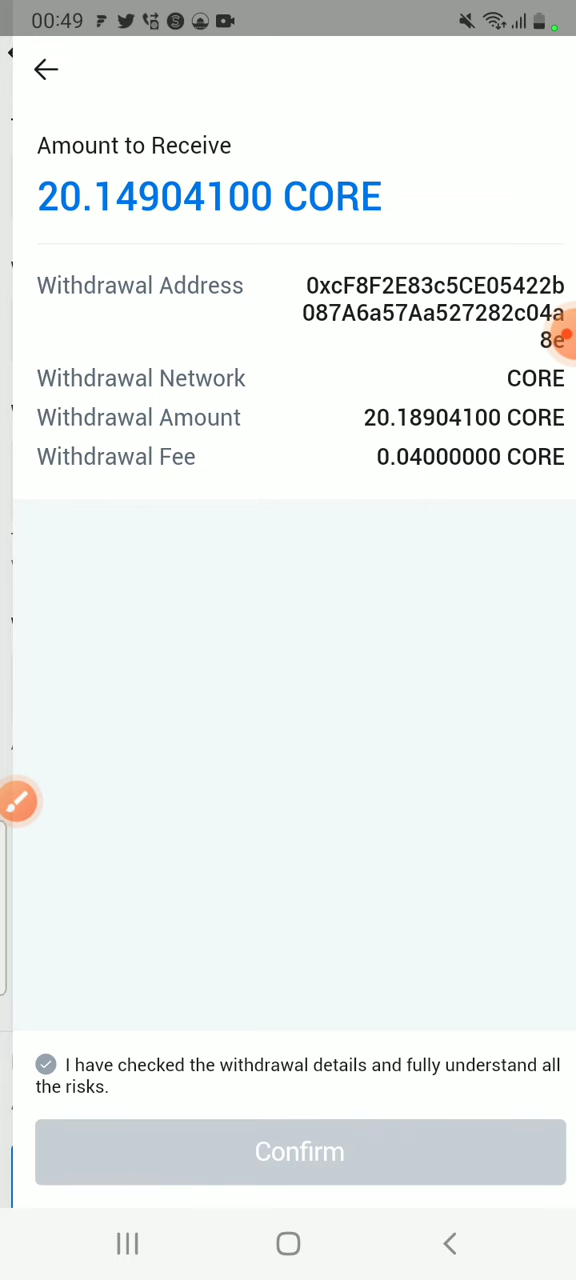 00:49
Amount to Receive
20.14904100 CORE
Withdrawal Address 0xcF8F2E83c5CE05422b
087A6a57Aa527282c04a
8e
Withdrawal Network CORE
Withdrawal Amount 20.18904100 CORE
Withdrawal Fee 0.04000000 CORE
I have checked the withdrawal details and fully understand all
the risks.
Confirm